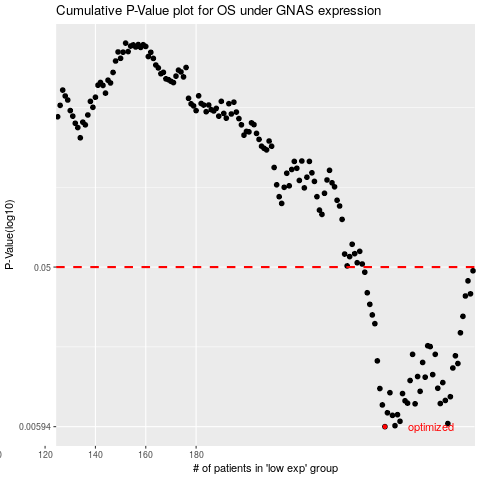 Cumulative P-Value plot for OS under GNAS expression
P-Value(log10)
0.05
0.00594
optimized
0 120 140 160 180
# of patients in 'low exp' group